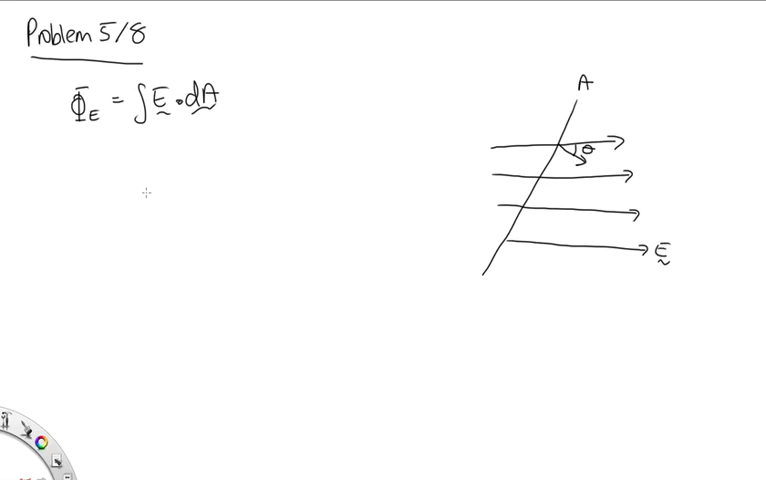 Problem 5/8
Φ_E = ∫E · dA
A
θ
E